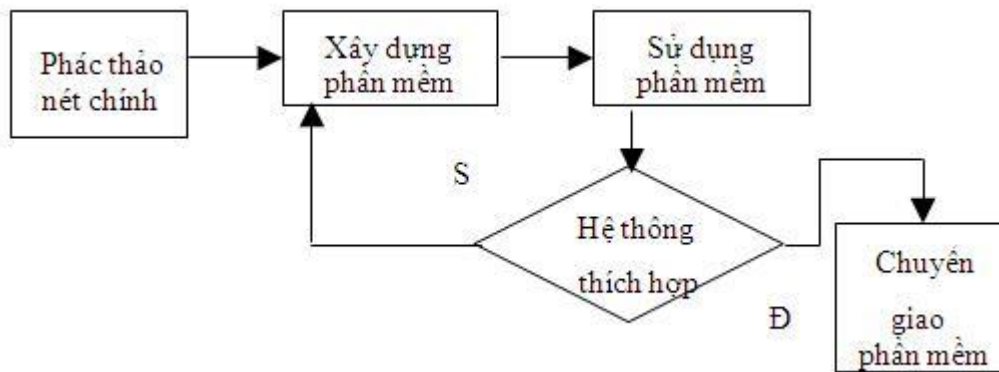 Phác thảo
nét chính
Xây dựng
phần mềm
Sử dụng
phần mềm
S
Hệ thông
thích hợp
Đ
Chuyển
giao
phần mềm